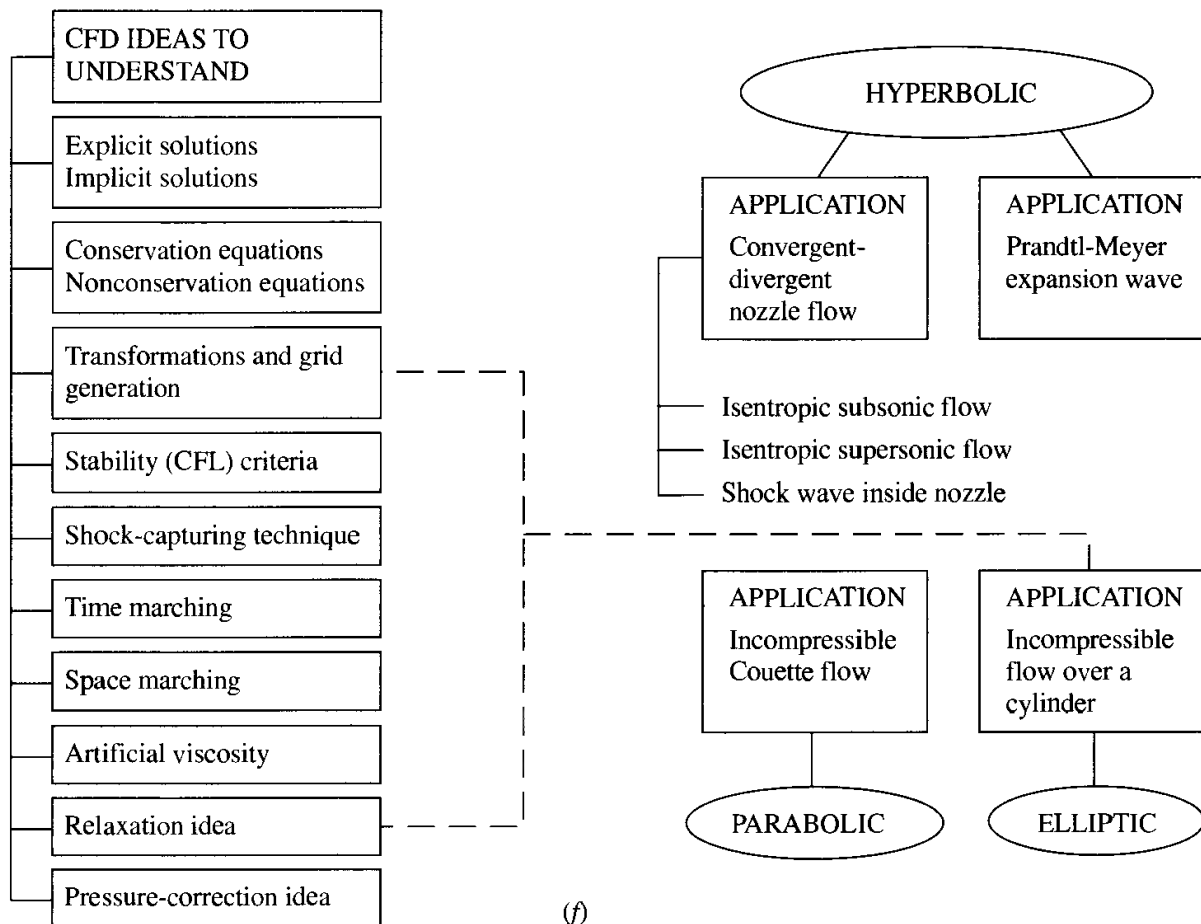 CFD IDEAS TO
UNDERSTAND
Explicit solutions
Implicit solutions
Conservation equations
Nonconservation equations
Transformations and grid
generation
Stability (CFL) criteria
Shock-capturing technique
Time marching
Space marching
Artificial viscosity
Relaxation idea
Pressure-correction idea
HYPERBOLIC
APPLICATION
Convergent-
divergent
nozzle flow
APPLICATION
Prandtl-Meyer
expansion wave
Isentropic subsonic flow
Isentropic supersonic flow
Shock wave inside nozzle
APPLICATION
Incompressible
Couette flow
APPLICATION
Incompressible
flow over a
cylinder
PARABOLIC
ELLIPTIC
(f)